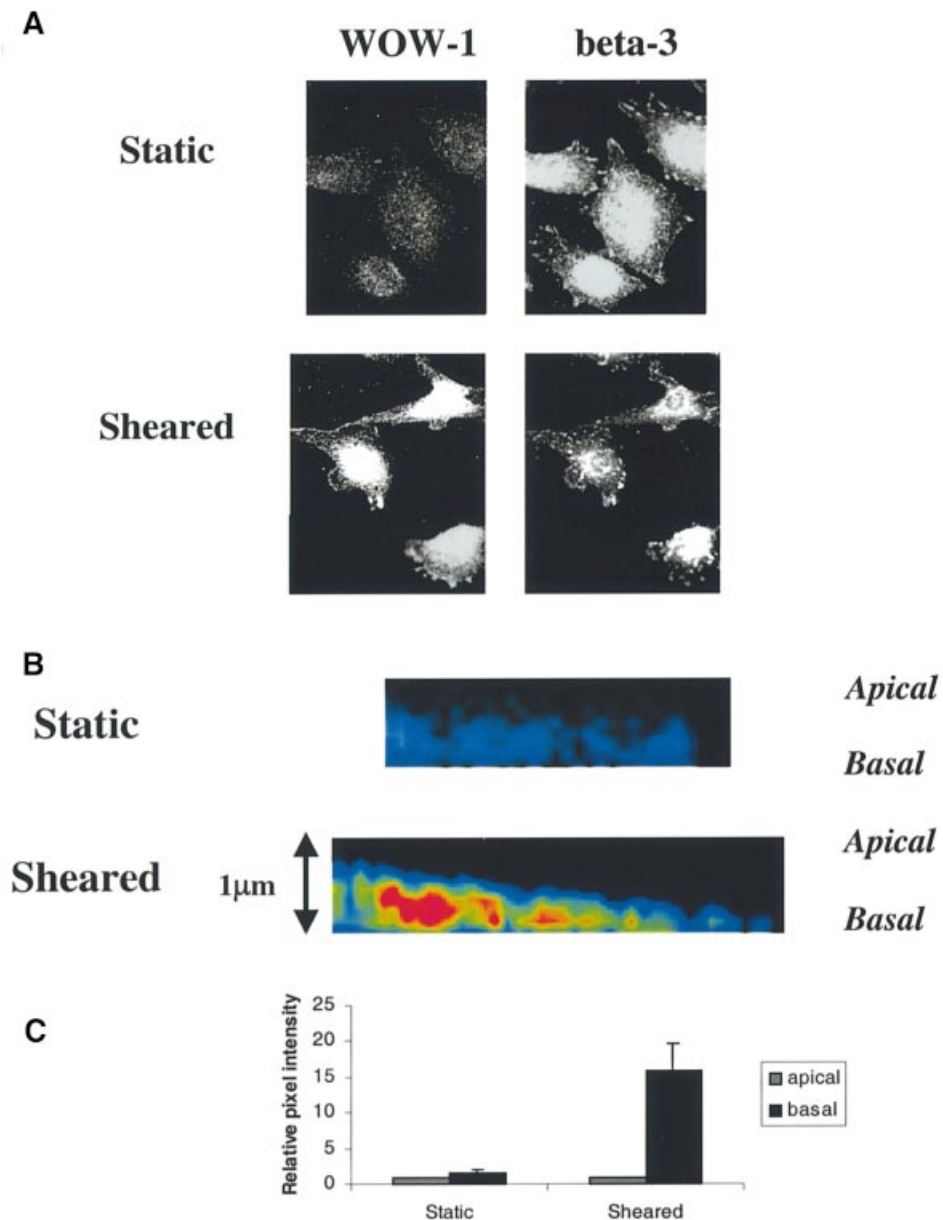 A
WOW-1 beta-3
Static
Sheared
B
Static
Apical
Basal
Sheared
1μm
Apical
Basal
C
Relative pixel intensity
25
20
15
10
5
0
Static Sheared
apical
basal